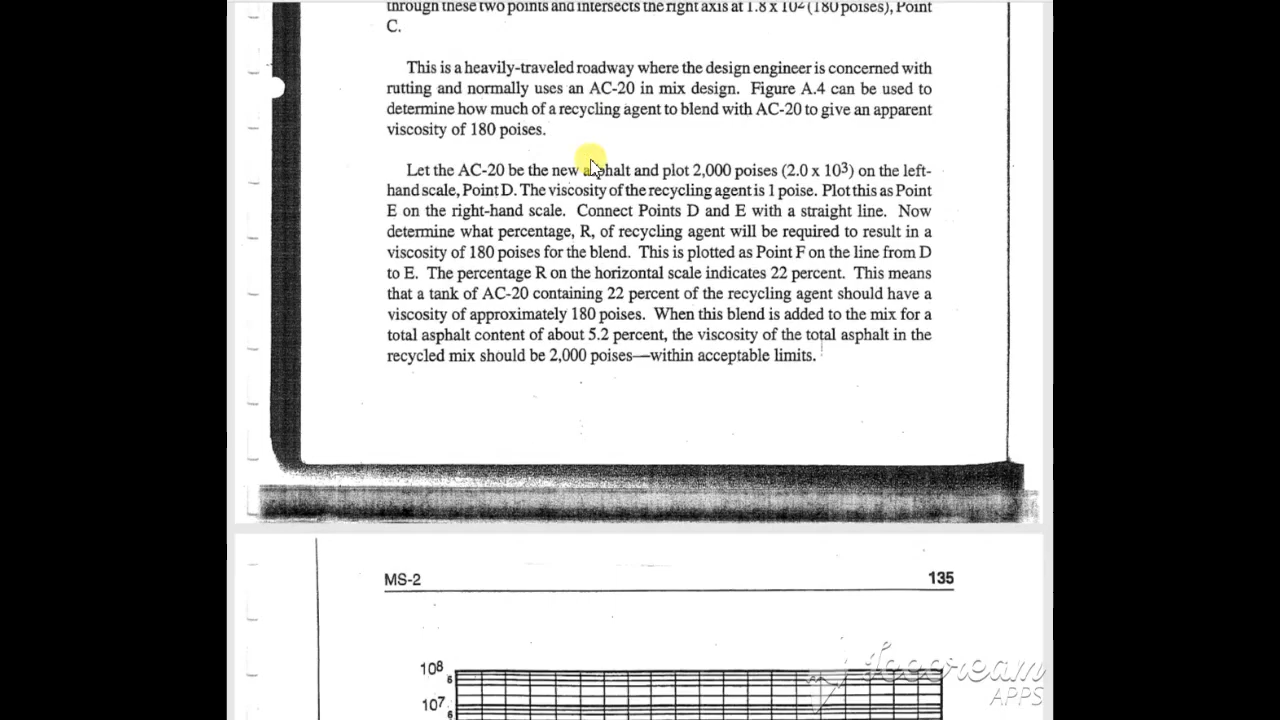 through these two points and intersects the right axis at 1.8 x 10² (180 poises), Point
C.
This is a heavily-traveled roadway where the design engineer is concerned with
rutting and normally uses an AC-20 in mix design. Figure A.4 can be used to
determine how much of a recycling agent to blend with AC-20 to give an apparent
viscosity of 180 poises.
Let the AC-20 be the new asphalt and plot 2,000 poises (2.0 x 10³) on the left-
hand scale, Point D. The viscosity of the recycling agent is 1 poise. Plot this as Point
E on the right-hand scale. Connect Points D and E with a straight line. Now
determine what percentage, R, of recycling agent will be required to result in a
viscosity of 180 poises for the blend. This is plotted as Point F on the line from D
to E. The percentage R on the horizontal scale indicates 22 percent. This means
that a tank of AC-20 containing 22 percent of the recycling agent should have a
viscosity of approximately 180 poises. When this blend is added to the mix for a
total asphalt content of about 5.2 percent, the viscosity of the total asphalt in the
recycled mix should be 2,000 poises—within acceptable limits.
MS-2 135
10⁸
6
10⁷
6
Icecream
APPS